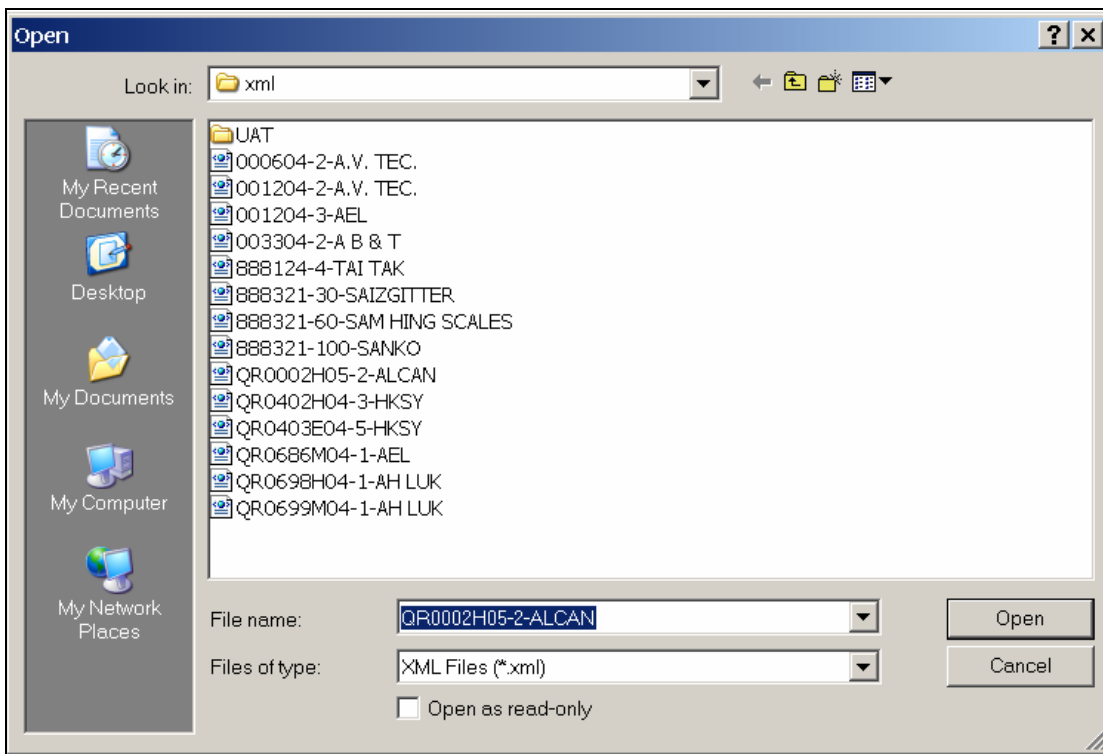 Open
Look in: xml
My Recent
Documents
Desktop
My Documents
My Computer
My Network
Places
UAT
000604-2-A.V. TEC.
001204-2-A.V. TEC.
001204-3-AEL
003304-2-A B & T
888124-4-TAI TAK
888321-30-SAIZGITTER
888321-60-SAM HING SCALES
888321-100-SANKO
QR0002H05-2-ALCAN
QR0402H04-3-HKSY
QR0403E04-5-HKSY
QR0686M04-1-AEL
QR0698H04-1-AH LUK
QR0699M04-1-AH LUK
File name: QR0002H05-2-ALCAN Open
Files of type: XML Files (*.xml) Cancel
Open as read-only